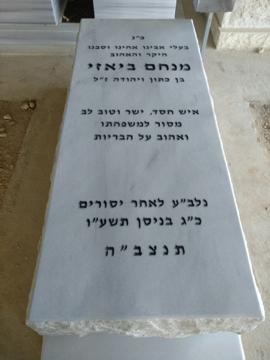 פ״נ
בעלי אבינו אחינו וסבנו
היקר והאהוב
מנחם ביאזי
בן כתון ויהודה ז״ל
איש חסד, ישר וטוב לב
מסור למשפחתו
ואהוב על הבריות
נלב״ע לאחר יסורים
כ״ג בניסן תשע״ו
תנצב״ה